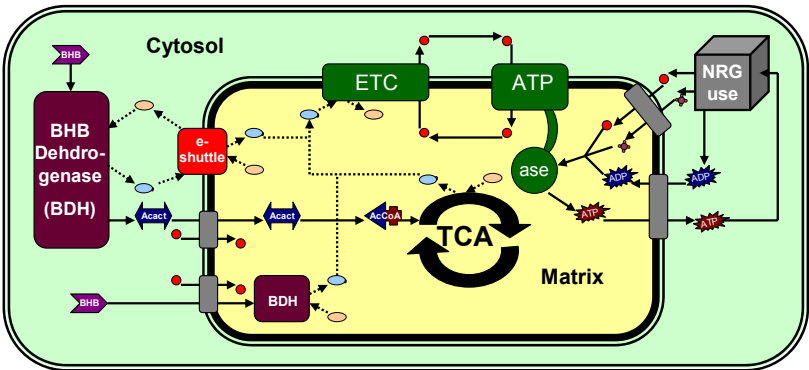 Cytosol
BHB
ETC
ATP
NRG
use
BHB
Dehdro-
genase
(BDH)
e-
shuttle
ase
ADP
ADP
Acact
Acact
AcCoA
TCA
ATP
ATP
Matrix
BHB
BDH